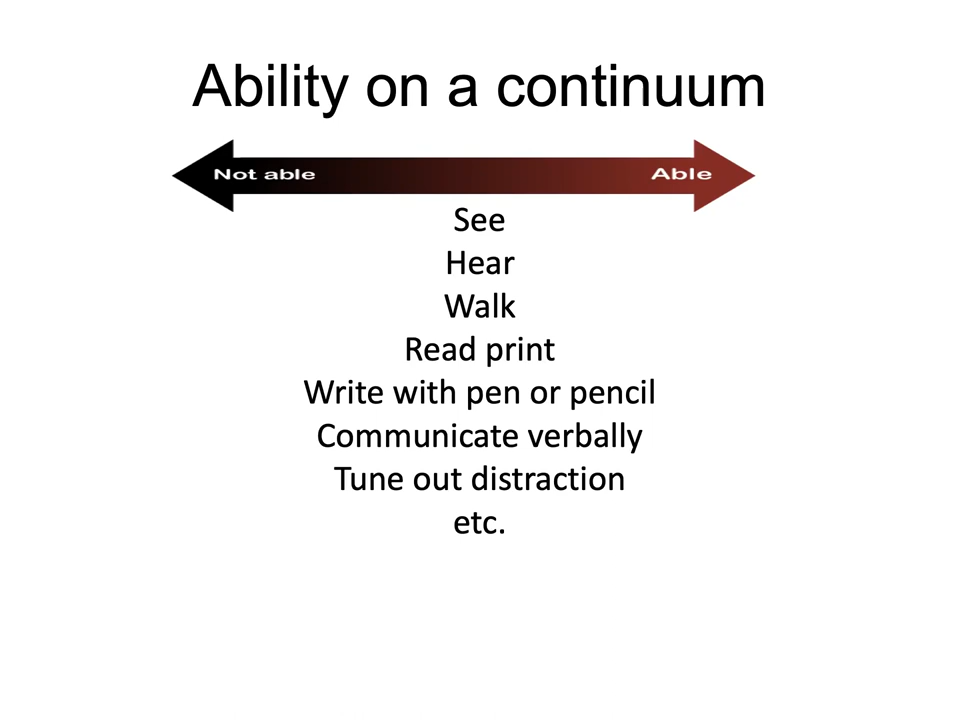 Ability on a continuum
Not able Able
See
Hear
Walk
Read print
Write with pen or pencil
Communicate verbally
Tune out distraction
etc.